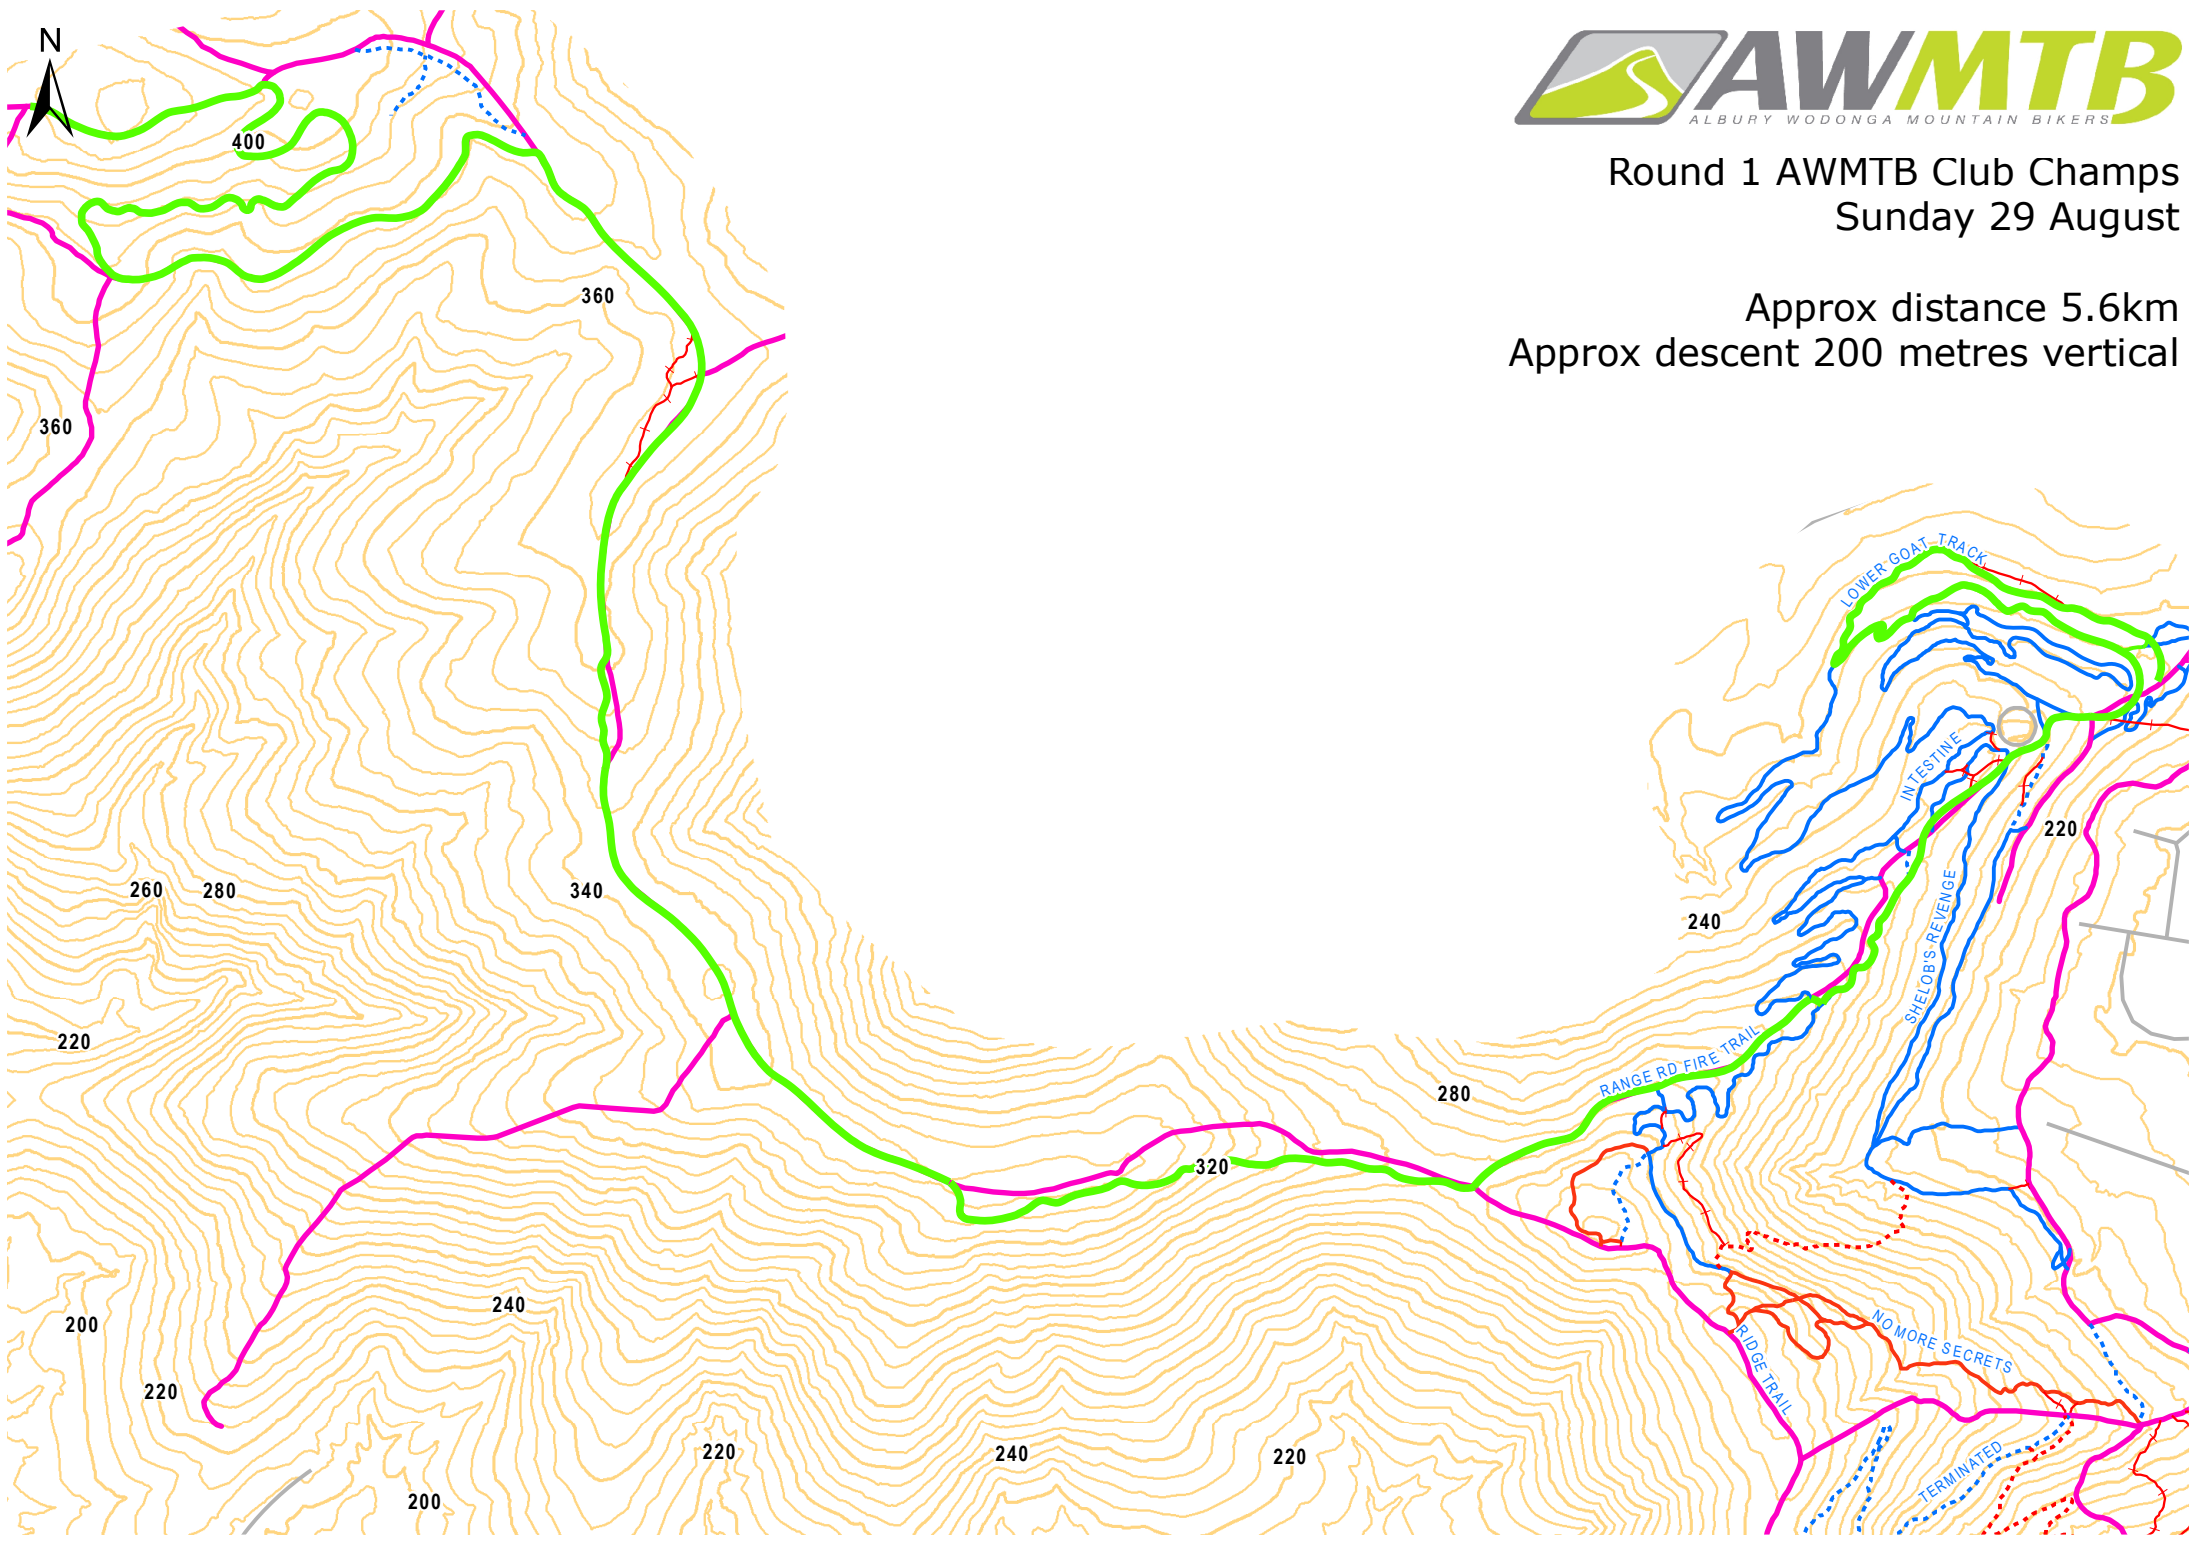 N
AWMTB
ALBURY WODONGA MOUNTAIN BIKERS
Round 1 AWMTB Club Champs
Sunday 29 August
Approx distance 5.6km
Approx descent 200 metres vertical
400
360
360
LOWER GOAT TRACK
INTESTINE
220
260
280
340
SHELOB'S REVENGE
240
220
RANGE RD FIRE TRAIL
280
320
200
240
NO MORE SECRETS
RIDGE TRAIL
220
220
240
220
TERMINATED
200